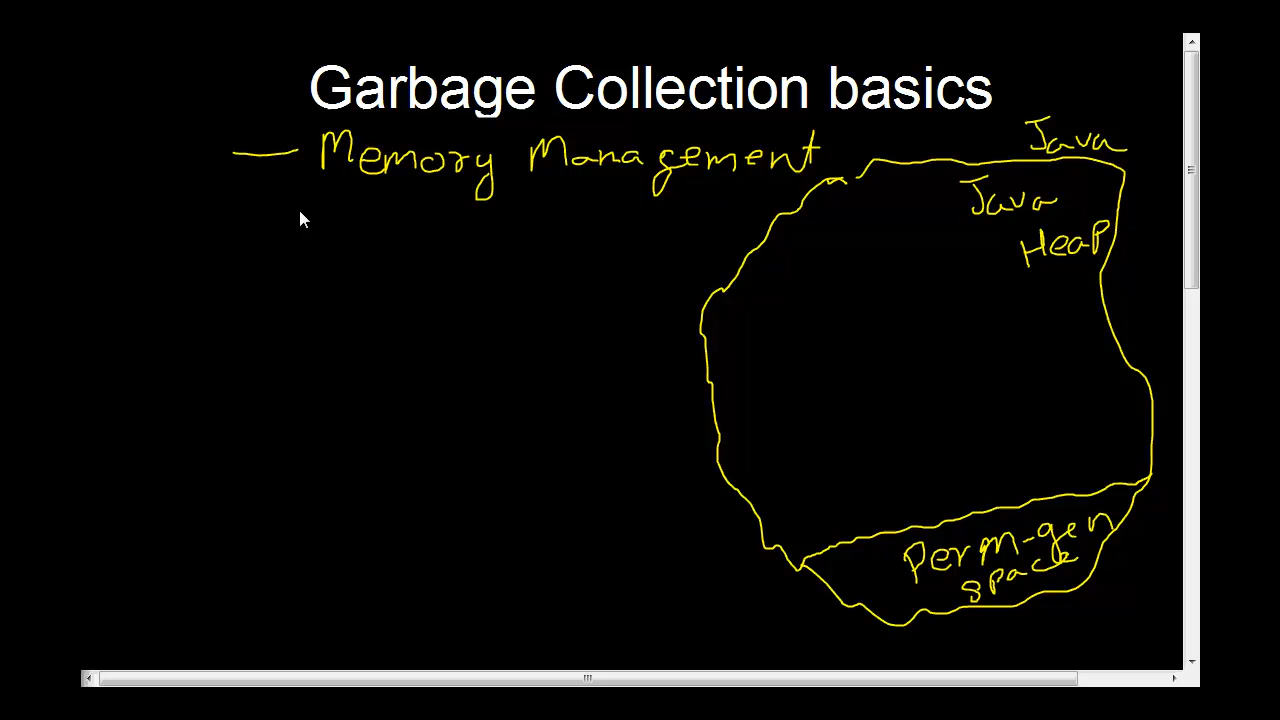 Garbage Collection basics
— Memory Management
Java
Java
Heap
Perm-gen
space